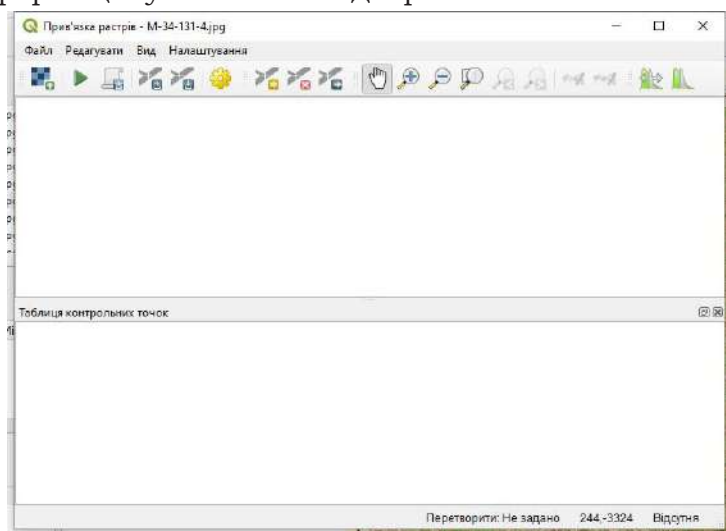 Прив'язка растрів - M-34-131-4.jpg
Файл Редагувати Вид Налаштування
Таблиця контрольних точок
Перетворити: Не задано 244,-3324 Відсутня